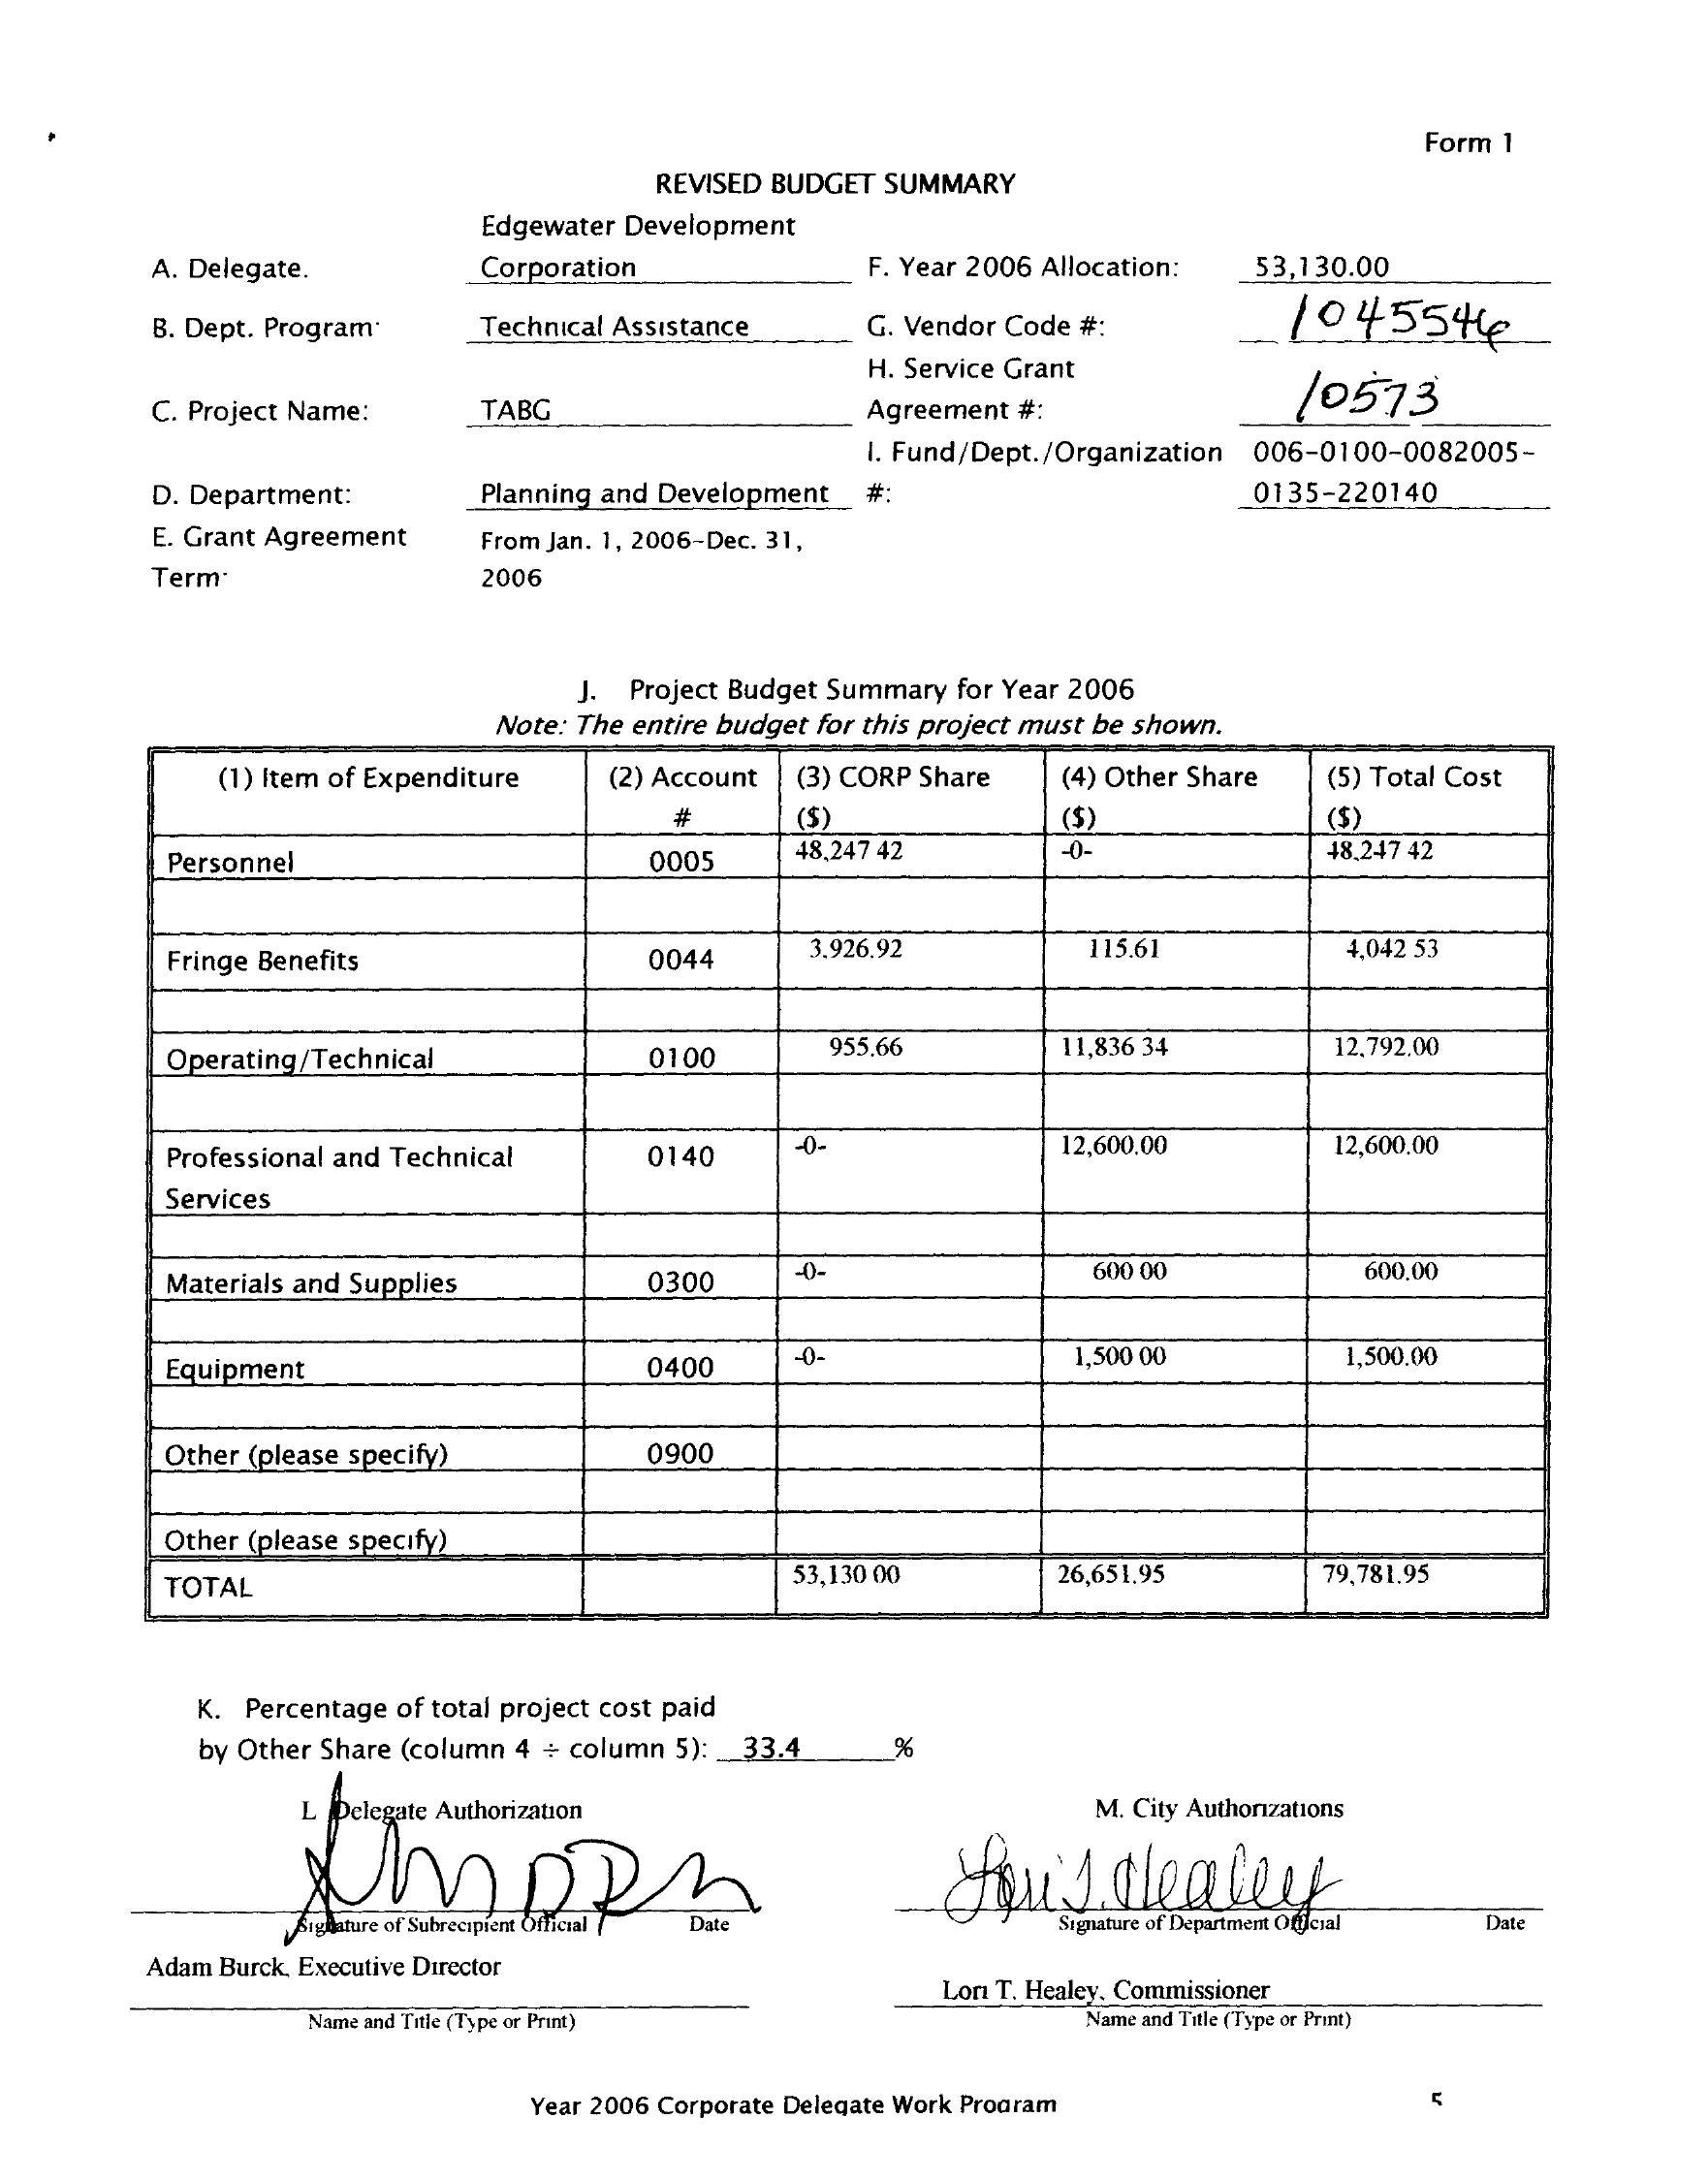 Form 1
REVISED BUDGET SUMMARY
Edgewater Development
A. Delegate. Corporation F. Year 2006 Allocation: 53,130.00
B. Dept. Program: Technical Assistance G. Vendor Code #: 1045546
H. Service Grant
C. Project Name: TABG Agreement #: 10573
I. Fund/Dept./Organization 006-0100-0082005-
D. Department: Planning and Development #: 0135-220140
E. Grant Agreement From Jan. 1, 2006-Dec. 31,
Term: 2006
J. Project Budget Summary for Year 2006
Note: The entire budget for this project must be shown.
(1) Item of Expenditure (2) Account (3) CORP Share (4) Other Share (5) Total Cost
# ($) ($) ($)
Personnel 0005 48,247 42 -0- 48,247 42
Fringe Benefits 0044 3,926.92 115.61 4,042 53
Operating/Technical 0100 955.66 11,836 34 12,792.00
Professional and Technical 0140 -0- 12,600.00 12,600.00
Services
Materials and Supplies 0300 -0- 600 00 600.00
Equipment 0400 -0- 1,500 00 1,500.00
Other (please specify) 0900
Other (please specify)
TOTAL 53,130 00 26,651.95 79,781.95
K. Percentage of total project cost paid
by Other Share (column 4 ÷ column 5): 33.4 %
L Delegate Authorization M. City Authorizations
Lori T. Healey
Signature of Subrecipient Official Date Signature of Department Official Date
Adam Burck, Executive Director
Lori T. Healey, Commissioner
Name and Title (Type or Print) Name and Title (Type or Print)
Year 2006 Corporate Delegate Work Program 5